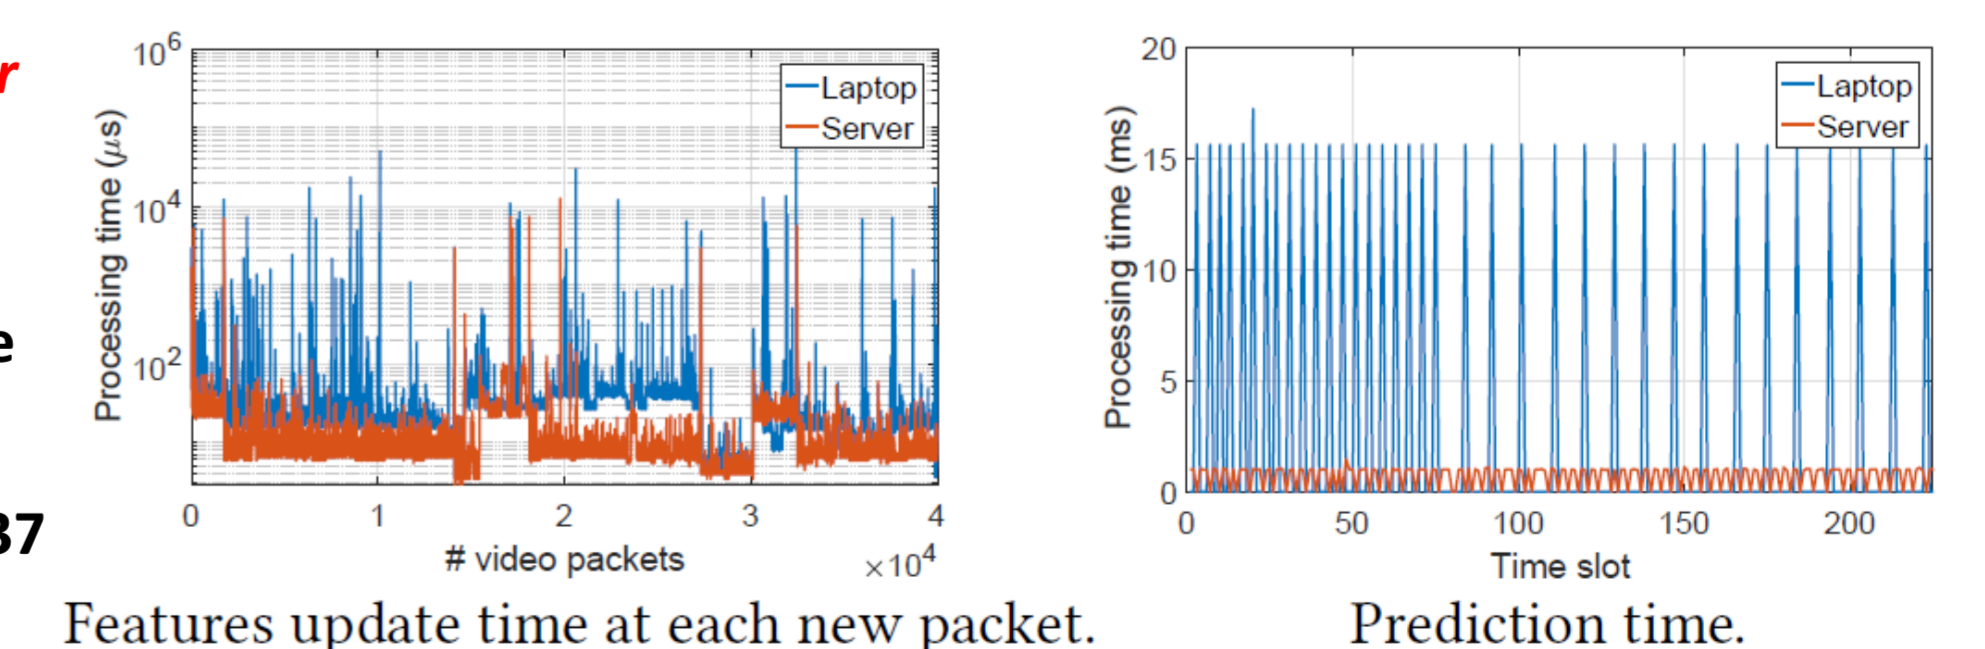 r
e
37
10^6
10^4
10^2
Processing time (μs)
Laptop
Server
0 1 2 3 4
# video packets
×10^4
Features update time at each new packet.
20
15
10
5
0
Processing time (ms)
Laptop
Server
0 50 100 150 200
Time slot
Prediction time.